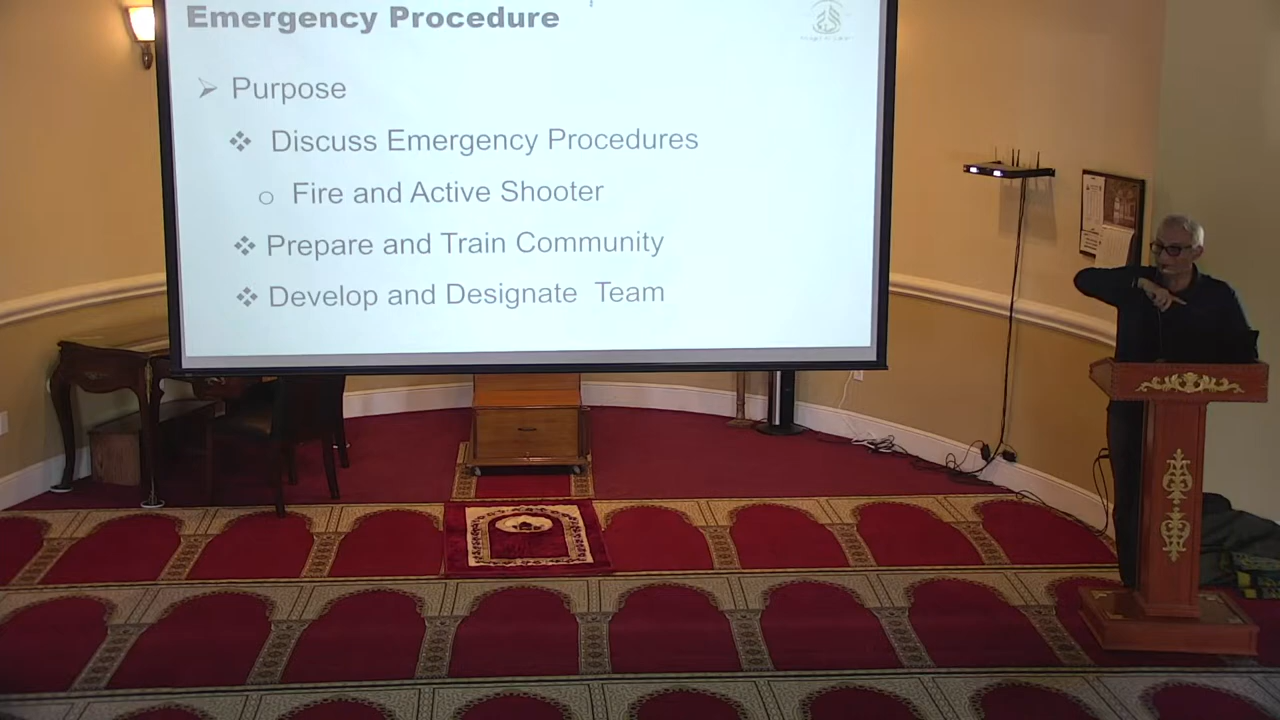 Emergency Procedure
Purpose
Discuss Emergency Procedures
Fire and Active Shooter
Prepare and Train Community
Develop and Designate Team